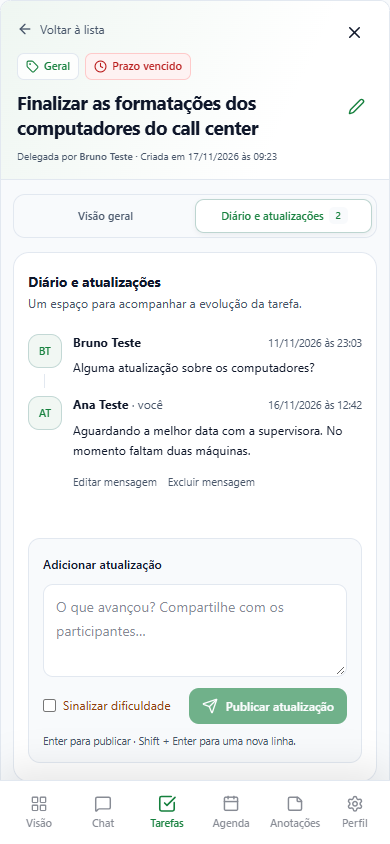 Voltar à lista
Geral
Prazo vencido
Finalizar as formatações dos
computadores do call center
Delegada por Bruno Teste · Criada em 17/11/2026 às 09:23
Visão geral
Diário e atualizações 2
Diário e atualizações
Um espaço para acompanhar a evolução da tarefa.
BT
Bruno Teste 11/11/2026 às 23:03
Alguma atualização sobre os computadores?
AT
Ana Teste · você 16/11/2026 às 12:42
Aguardando a melhor data com a supervisora. No
momento faltam duas máquinas.
Editar mensagem Excluir mensagem
Adicionar atualização
O que avançou? Compartilhe com os
participantes...
Sinalizar dificuldade
Publicar atualização
Enter para publicar · Shift + Enter para uma nova linha.
Visão Chat Tarefas Agenda Anotações Perfil